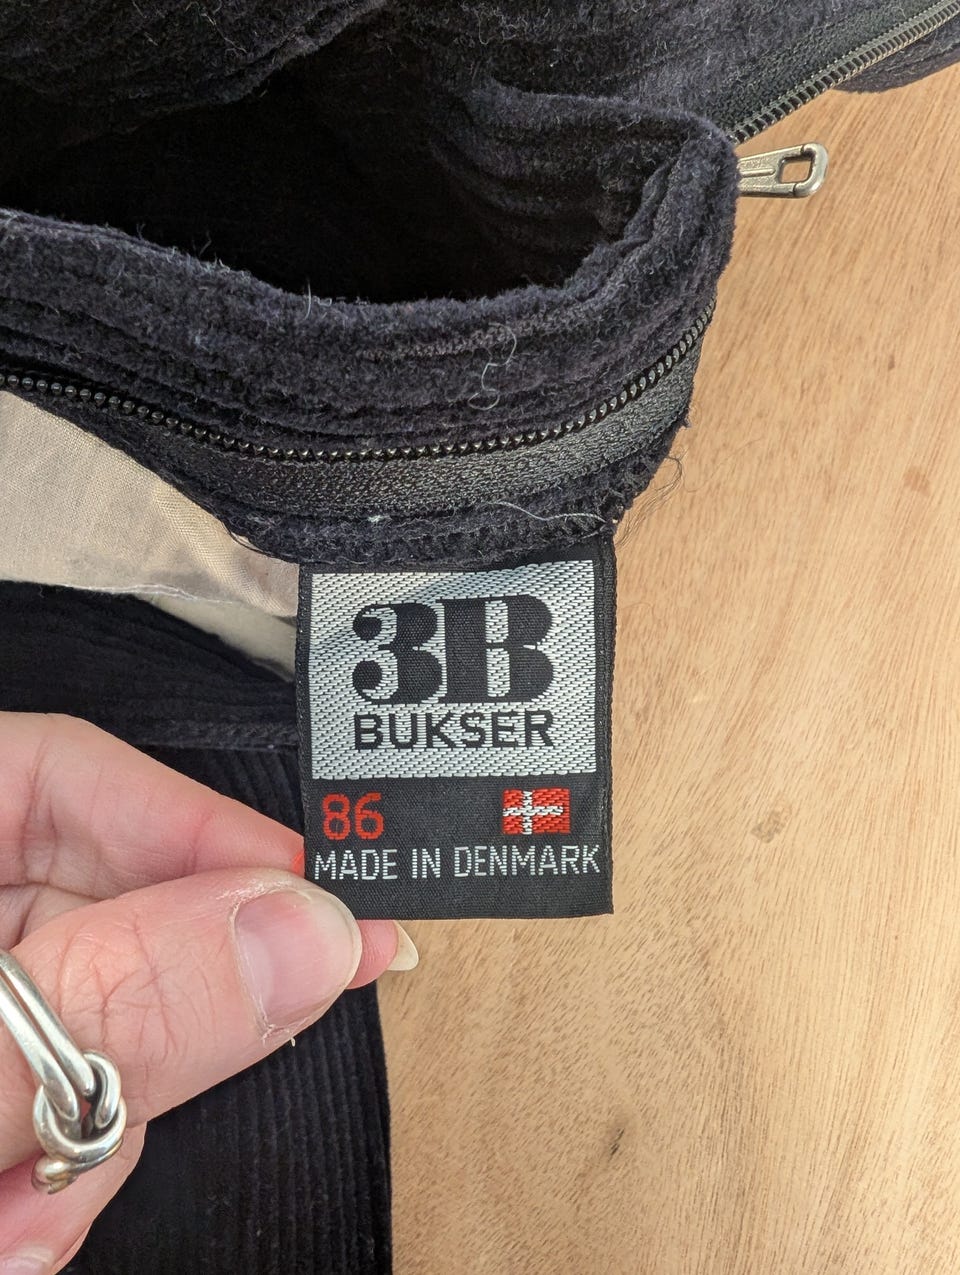 3B
BUKSER
86
MADE IN DENMARK